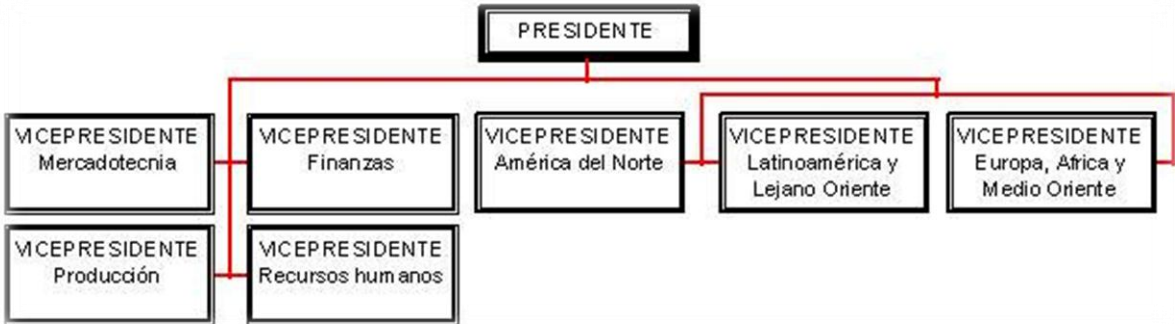 PRESIDENTE
VICEPRESIDENTE
Mercadotecnia
VICEPRESIDENTE
Finanzas
VICEPRESIDENTE
América del Norte
VICEPRESIDENTE
Latinoamérica y
Lejano Oriente
VICEPRESIDENTE
Europa, Africa y
Medio Oriente
VICEPRESIDENTE
Producción
VICEPRESIDENTE
Recursos humanos